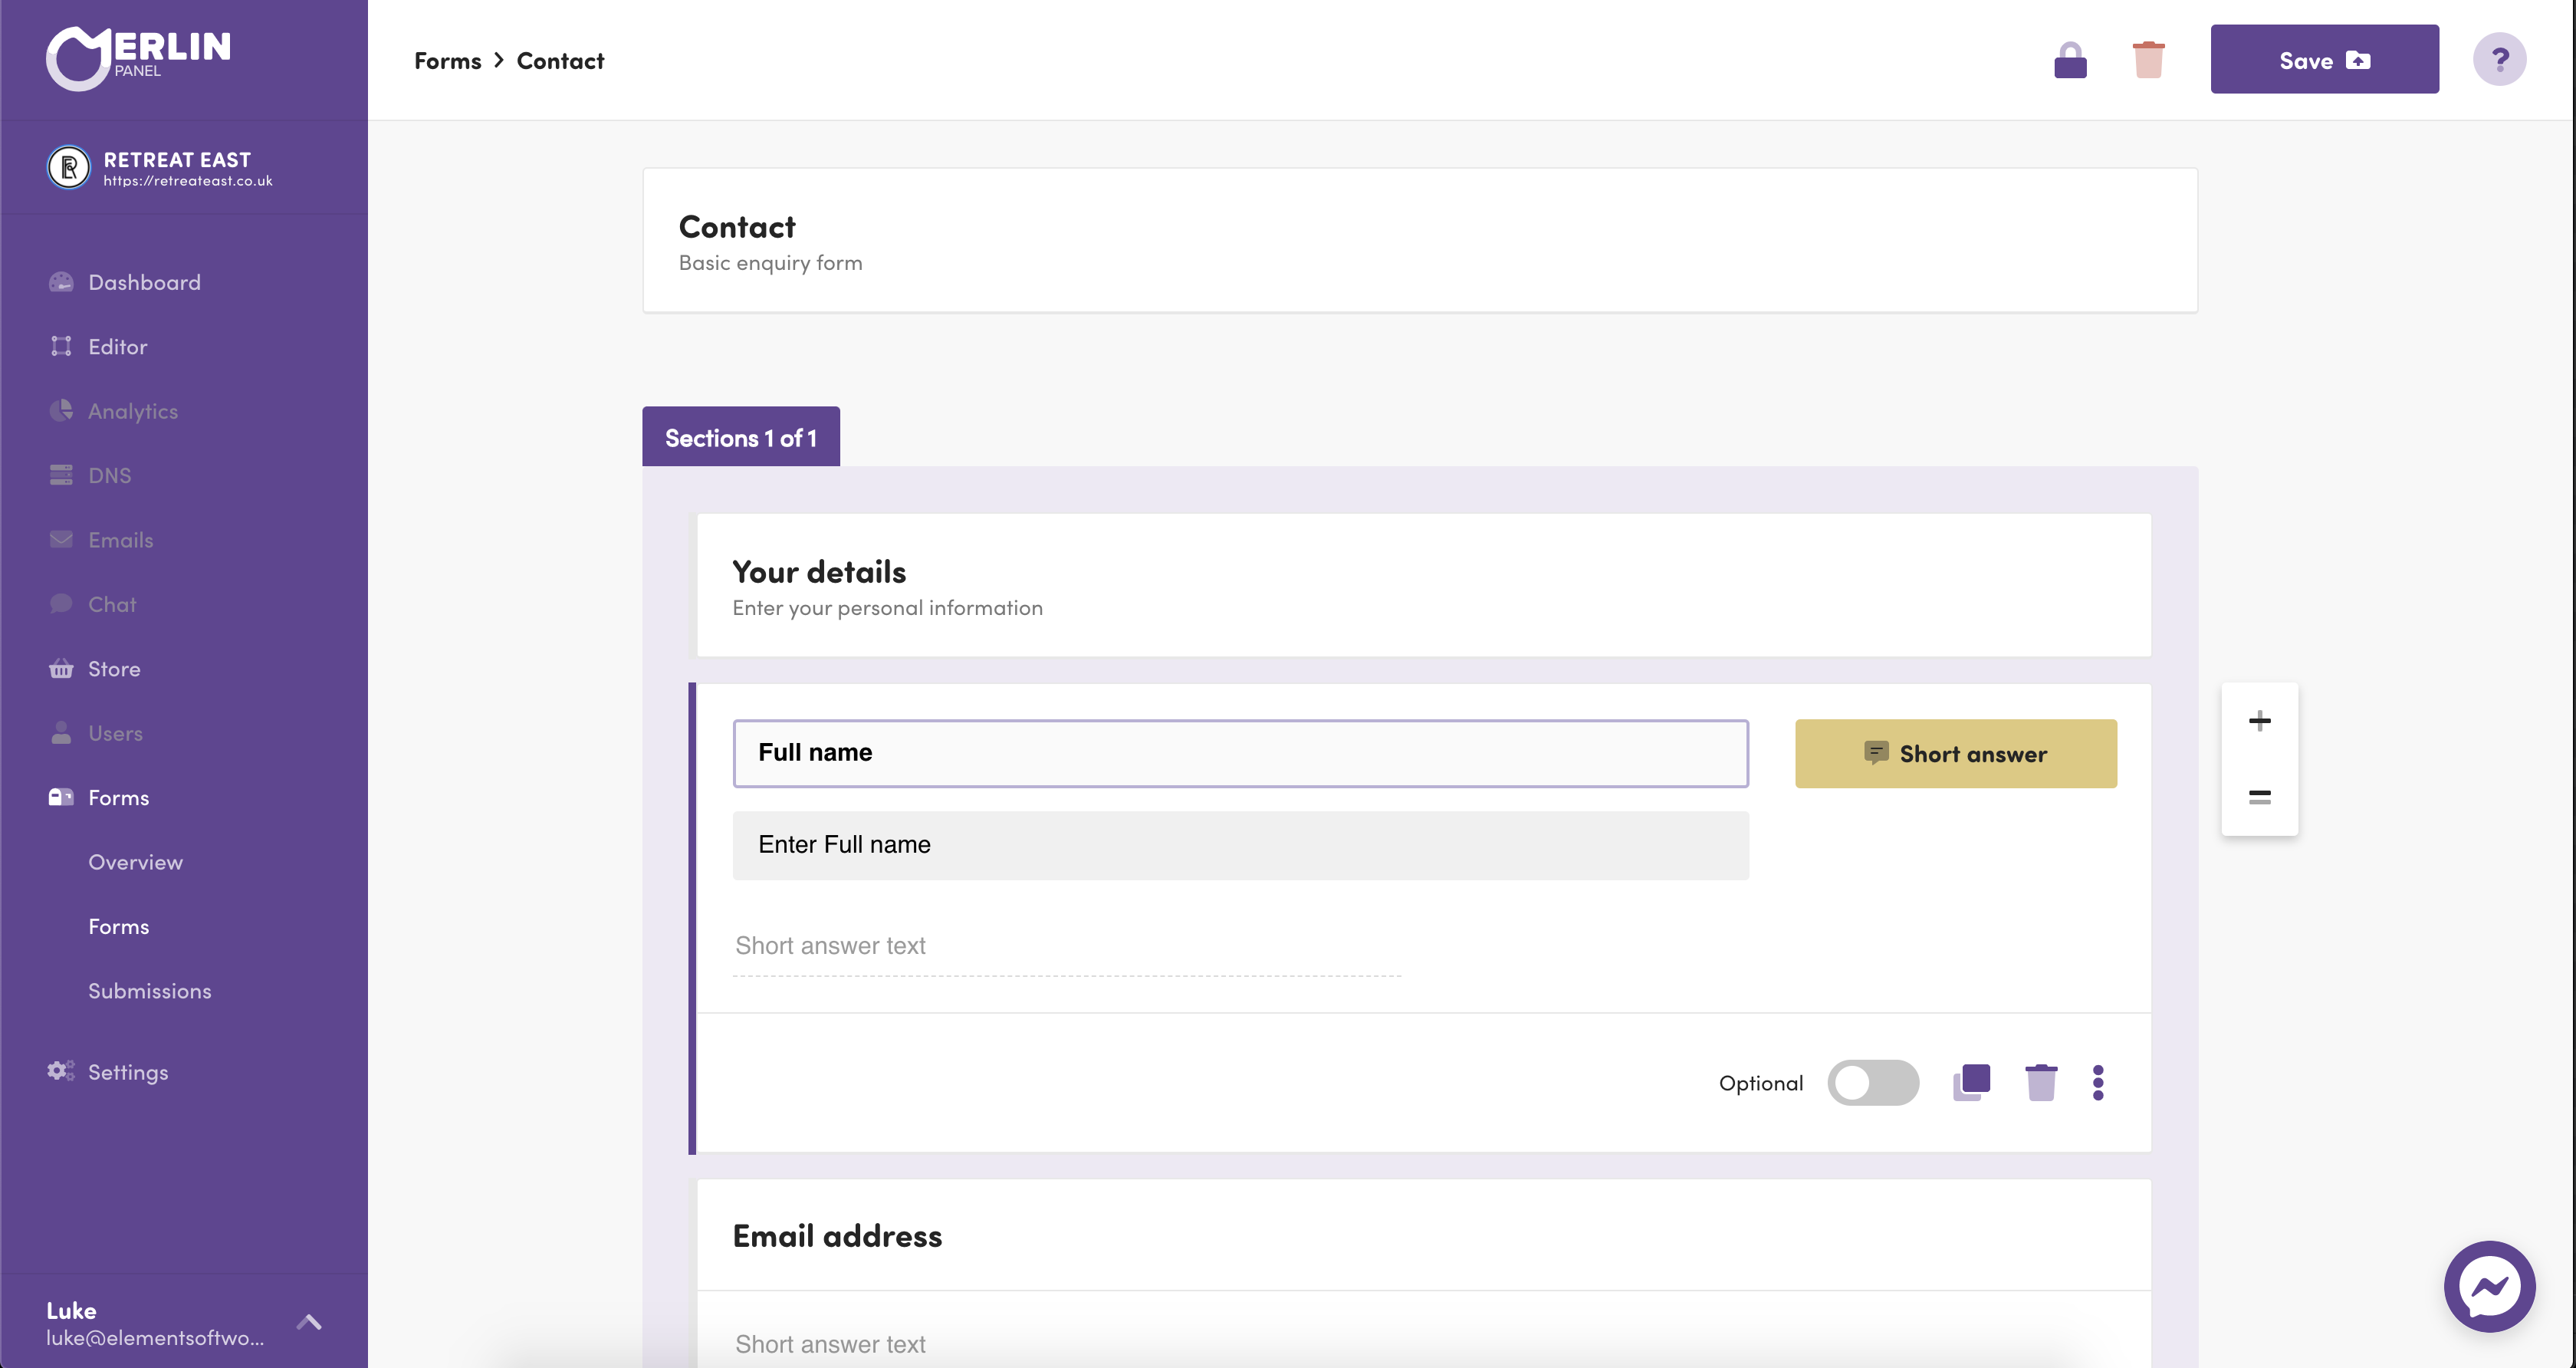 MERLIN
PANEL
RETREAT EAST
https://retreateast.co.uk
Dashboard
Editor
Analytics
DNS
Emails
Chat
Store
Users
Forms
Overview
Forms
Submissions
Settings
Luke
luke@elementsoftwo...
Forms > Contact
Save
?
Contact
Basic enquiry form
Sections 1 of 1
Your details
Enter your personal information
Full name
Short answer
Enter Full name
Short answer text
Optional
Email address
Short answer text